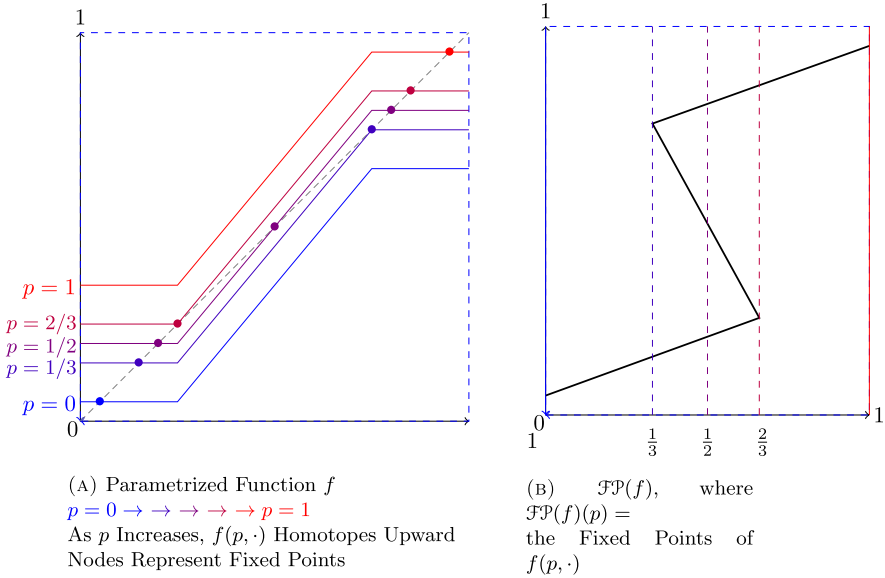 1
p = 1
p = 2/3
p = 1/2
p = 1/3
p = 0
0
(A) Parametrized Function f
p = 0 → → → → → p = 1
As p Increases, f(p, ·) Homotopes Upward
Nodes Represent Fixed Points
1
0
1
1
1/3
1/2
2/3
(B) ℱ𝒫(f), where
ℱ𝒫(f)(p) =
the Fixed Points of
f(p, ·)